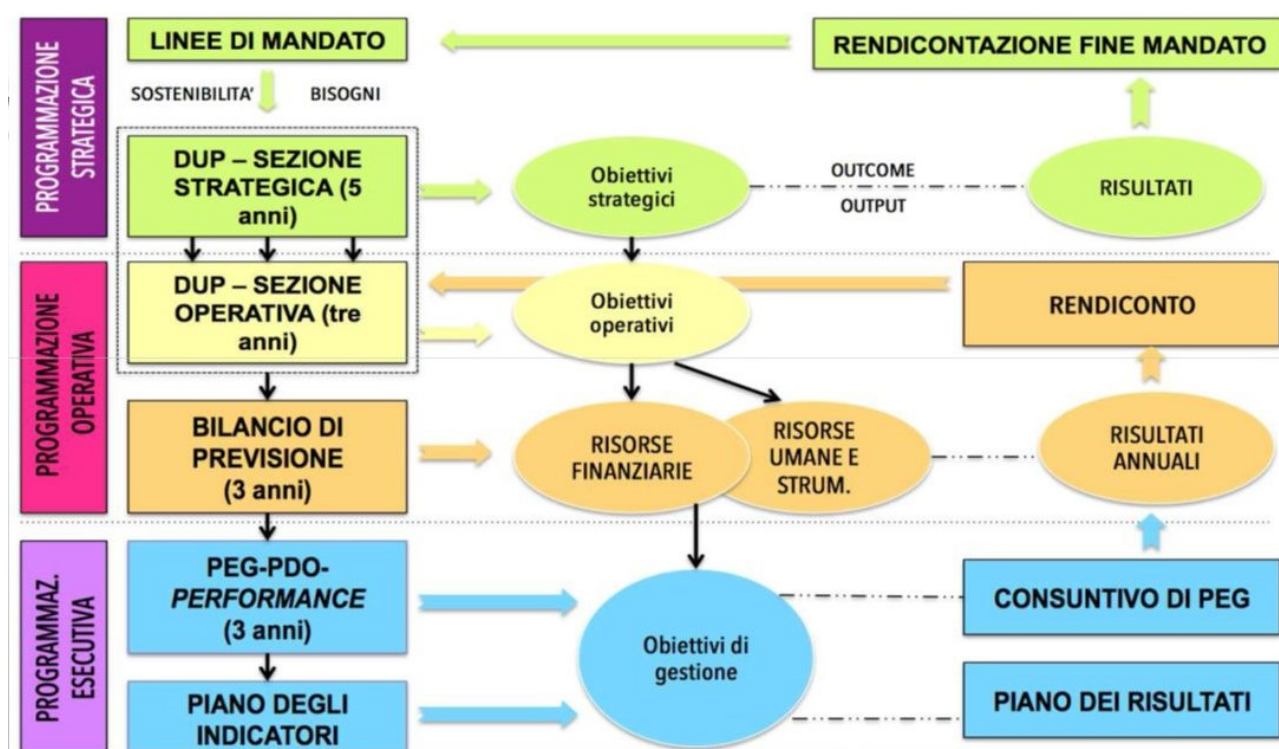 PROGRAMMAZIONE
STRATEGICA
LINEE DI MANDATO
RENDICONTAZIONE FINE MANDATO
SOSTENIBILITA'
BISOGNI
DUP – SEZIONE
STRATEGICA (5
anni)
Obiettivi
strategici
OUTCOME
OUTPUT
RISULTATI
PROGRAMMAZIONE
OPERATIVA
DUP – SEZIONE
OPERATIVA (tre
anni)
Obiettivi
operativi
RENDICONTO
BILANCIO DI
PREVISIONE
(3 anni)
RISORSE
FINANZIARIE
RISORSE
UMANE E
STRUM.
RISULTATI
ANNUALI
PROGRAMMAZ.
ESECUTIVA
PEG-PDO-
PERFORMANCE
(3 anni)
Obiettivi di
gestione
CONSUNTIVO DI PEG
PIANO DEGLI
INDICATORI
PIANO DEI RISULTATI